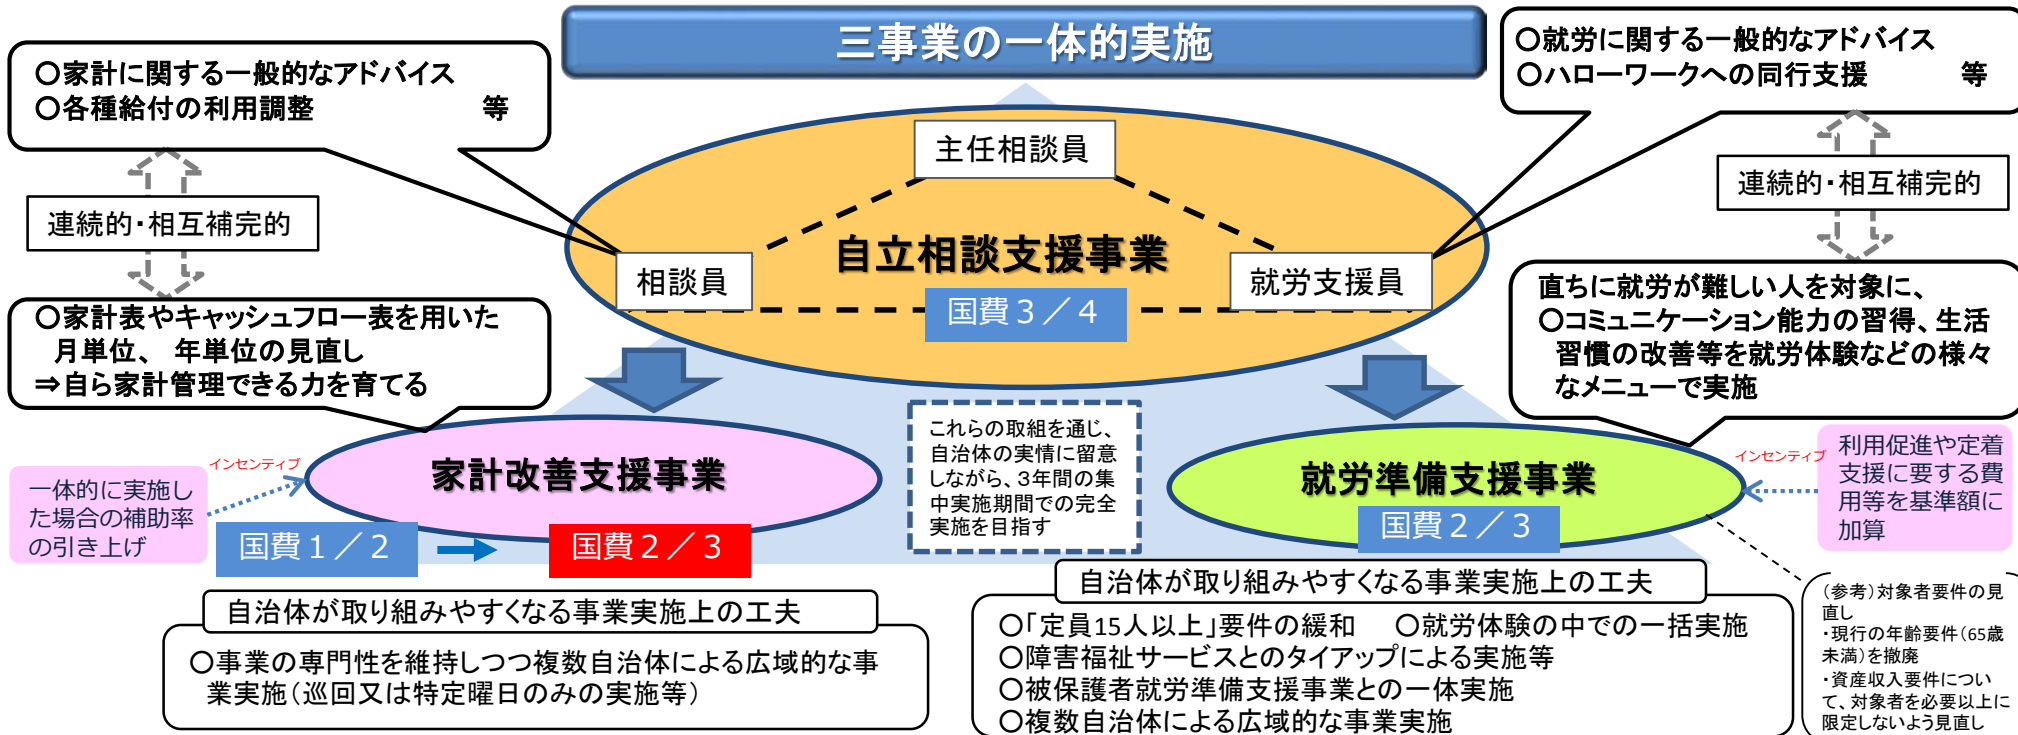 三事業の一体的実施
○家計に関する一般的なアドバイス
○各種給付の利用調整　　　　　　等
○就労に関する一般的なアドバイス
○ハローワークへの同行支援　　　等
連続的・相互補完的
連続的・相互補完的
主任相談員
自立相談支援事業
相談員
就労支援員
国費３／４
○家計表やキャッシュフロー表を用いた
月単位、 年単位の見直し
⇒自ら家計管理できる力を育てる
直ちに就労が難しい人を対象に、
○コミュニケーション能力の習得、生活
習慣の改善等を就労体験などの様々
なメニューで実施
これらの取組を通じ、
自治体の実情に留意
しながら、3年間の集
中実施期間での完全
実施を目指す
インセンティブ
一体的に実施し
た場合の補助率
の引き上げ
家計改善支援事業
国費１／２
国費２／３
就労準備支援事業
国費２／３
インセンティブ
利用促進や定着
支援に要する費
用等を基準額に
加算
自治体が取り組みやすくなる事業実施上の工夫
○事業の専門性を維持しつつ複数自治体による広域的な事
業実施（巡回又は特定曜日のみの実施等）
自治体が取り組みやすくなる事業実施上の工夫
○「定員15人以上」要件の緩和　○就労体験の中での一括実施
○障害福祉サービスとのタイアップによる実施等
○被保護者就労準備支援事業との一体実施
○複数自治体による広域的な事業実施
（参考）対象者要件の見
直し
・現行の年齢要件（65歳
未満）を撤廃
・資産収入要件につい
て、対象者を必要以上に
限定しないよう見直し